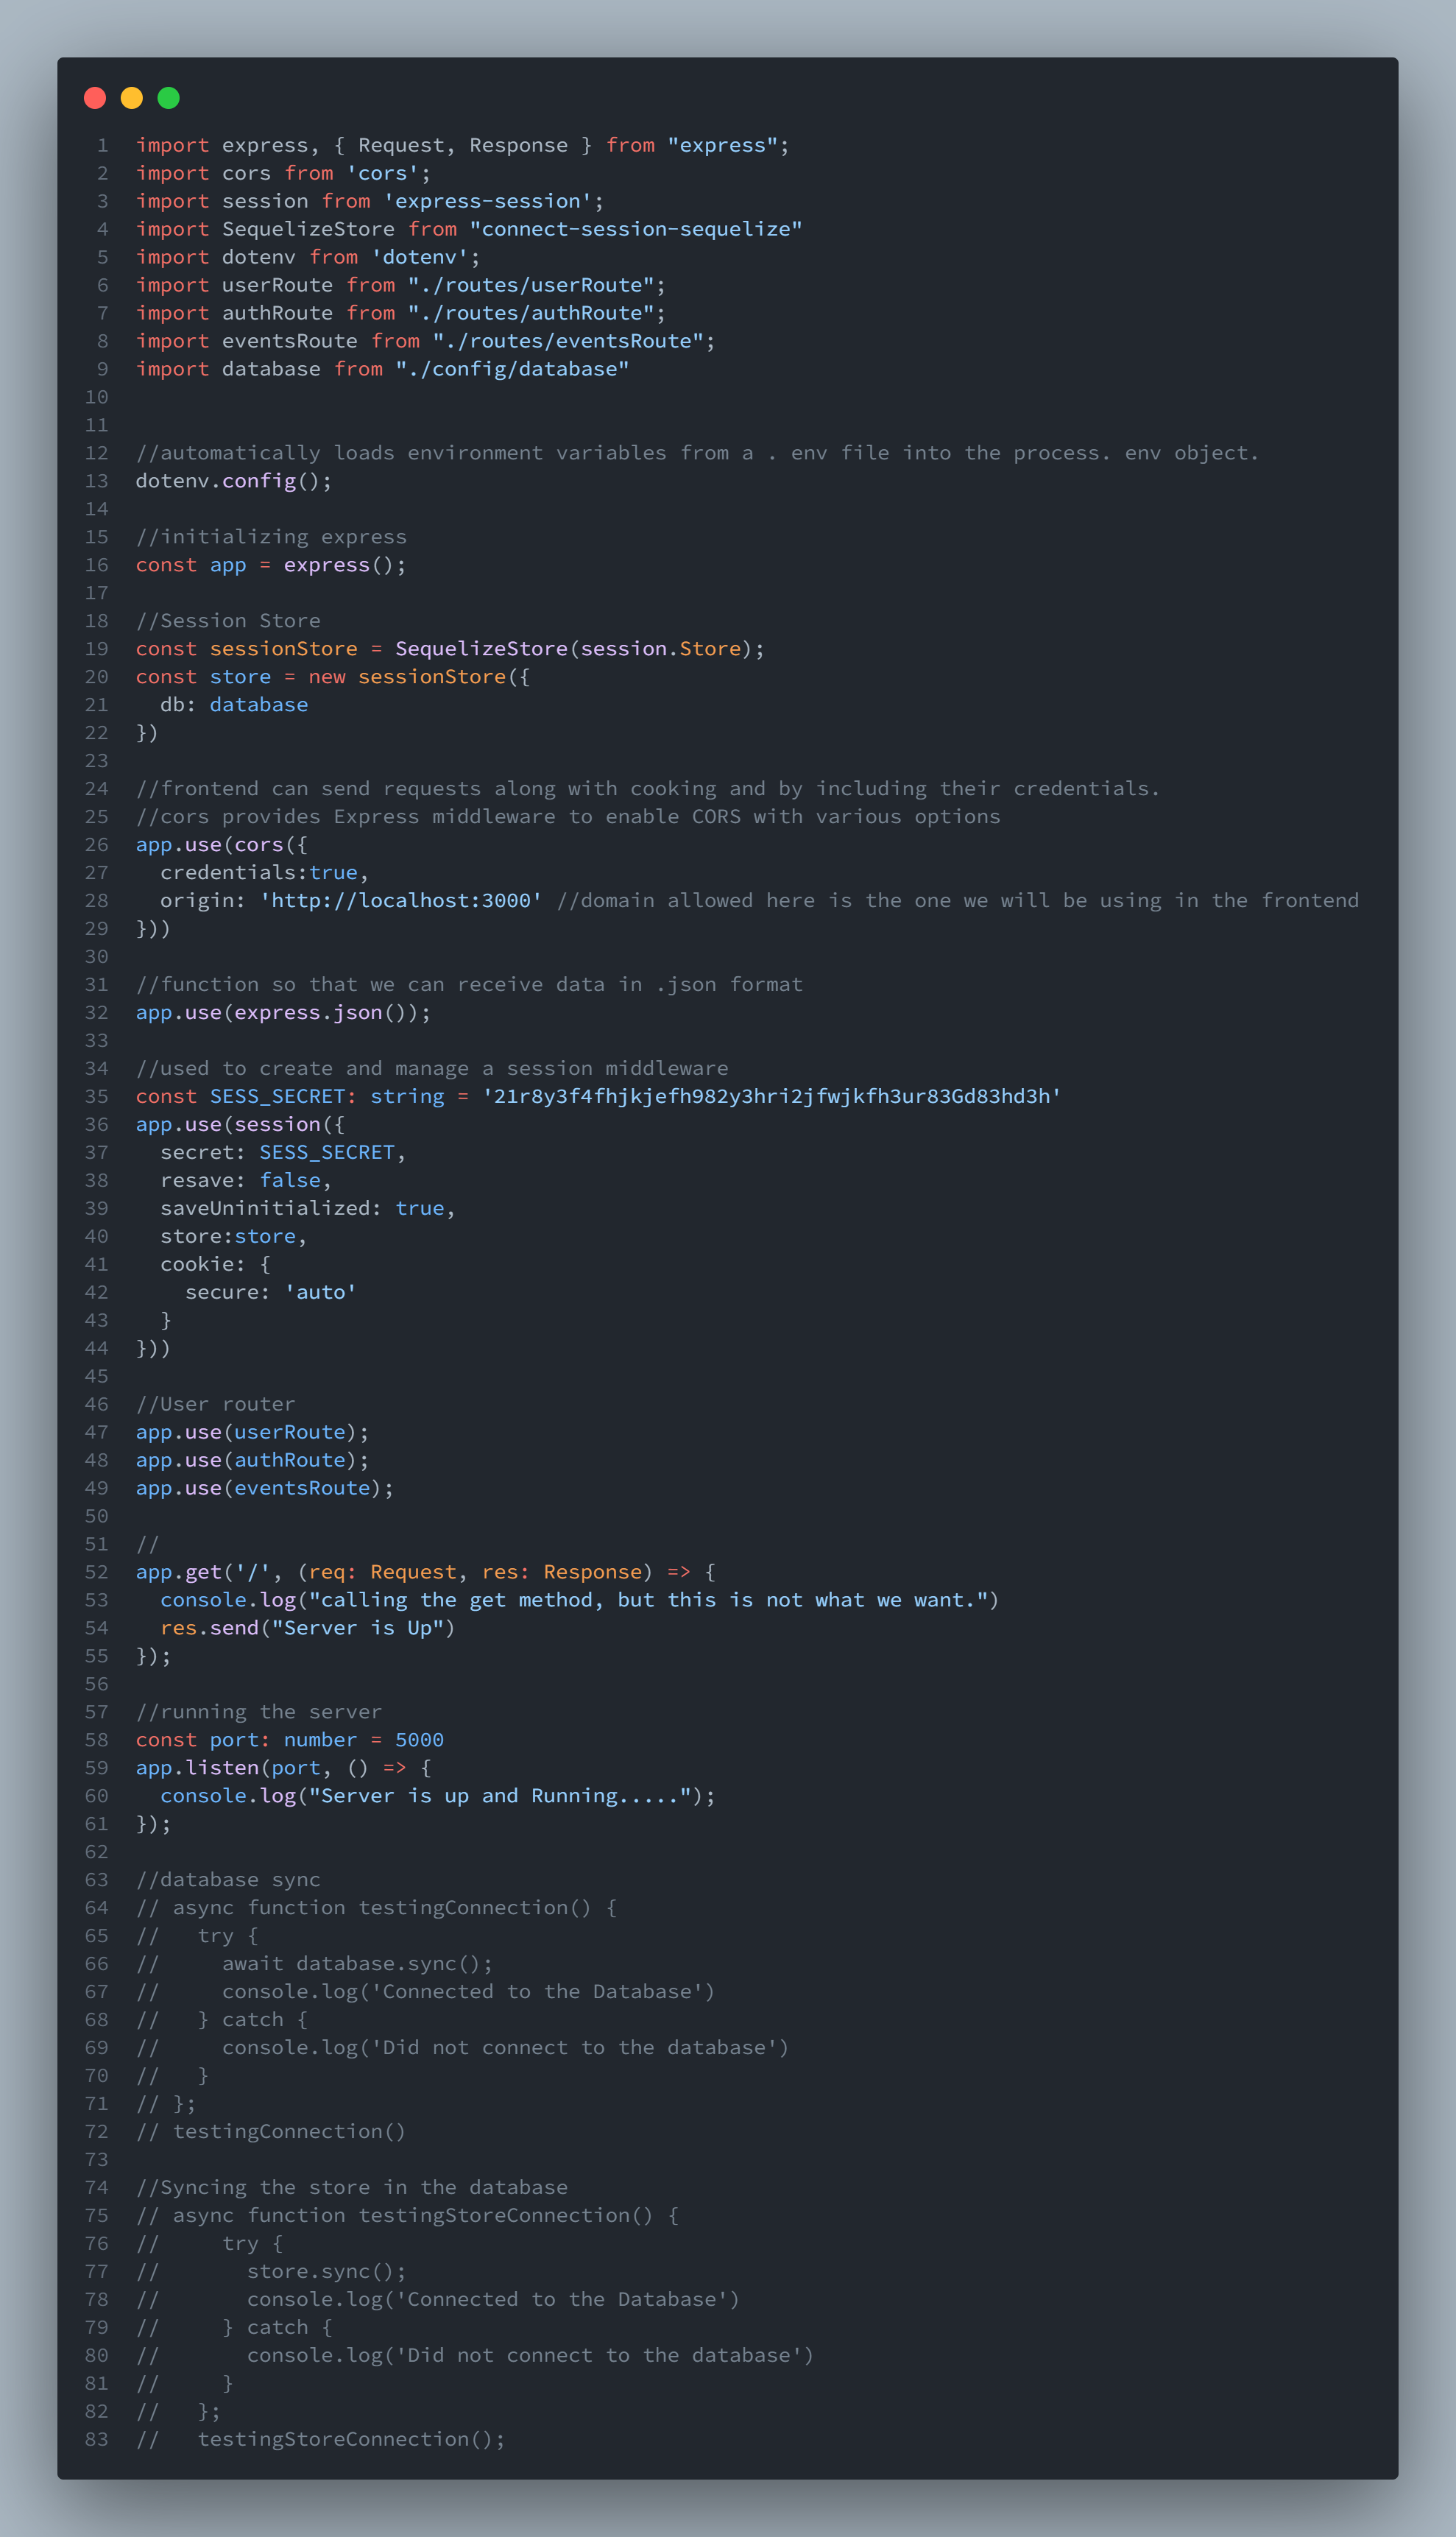 1 import express, { Request, Response } from "express";
2 import cors from 'cors';
3 import session from 'express-session';
4 import SequelizeStore from "connect-session-sequelize"
5 import dotenv from 'dotenv';
6 import userRoute from "./routes/userRoute";
7 import authRoute from "./routes/authRoute";
8 import eventsRoute from "./routes/eventsRoute";
9 import database from "./config/database"
10
11
12 //automatically loads environment variables from a . env file into the process. env object.
13 dotenv.config();
14
15 //initializing express
16 const app = express();
17
18 //Session Store
19 const sessionStore = SequelizeStore(session.Store);
20 const store = new sessionStore({
21   db: database
22 })
23
24 //frontend can send requests along with cooking and by including their credentials.
25 //cors provides Express middleware to enable CORS with various options
26 app.use(cors({
27   credentials:true,
28   origin: 'http://localhost:3000' //domain allowed here is the one we will be using in the frontend
29 }))
30
31 //function so that we can receive data in .json format
32 app.use(express.json());
33
34 //used to create and manage a session middleware
35 const SESS_SECRET: string = '21r8y3f4fhjkjefh982y3hri2jfwjkfh3ur83Gd83hd3h'
36 app.use(session({
37   secret: SESS_SECRET,
38   resave: false,
39   saveUninitialized: true,
40   store:store,
41   cookie: {
42     secure: 'auto'
43   }
44 }))
45
46 //User router
47 app.use(userRoute);
48 app.use(authRoute);
49 app.use(eventsRoute);
50
51 //
52 app.get('/', (req: Request, res: Response) => {
53   console.log("calling the get method, but this is not what we want.")
54   res.send("Server is Up")
55 });
56
57 //running the server
58 const port: number = 5000
59 app.listen(port, () => {
60   console.log("Server is up and Running.....");
61 });
62
63 //database sync
64 // async function testingConnection() {
65 //   try {
66 //     await database.sync();
67 //     console.log('Connected to the Database')
68 //   } catch {
69 //     console.log('Did not connect to the database')
70 //   }
71 // };
72 // testingConnection()
73
74 //Syncing the store in the database
75 // async function testingStoreConnection() {
76 //     try {
77 //       store.sync();
78 //       console.log('Connected to the Database')
79 //     } catch {
80 //       console.log('Did not connect to the database')
81 //     }
82 //   };
83 //   testingStoreConnection();